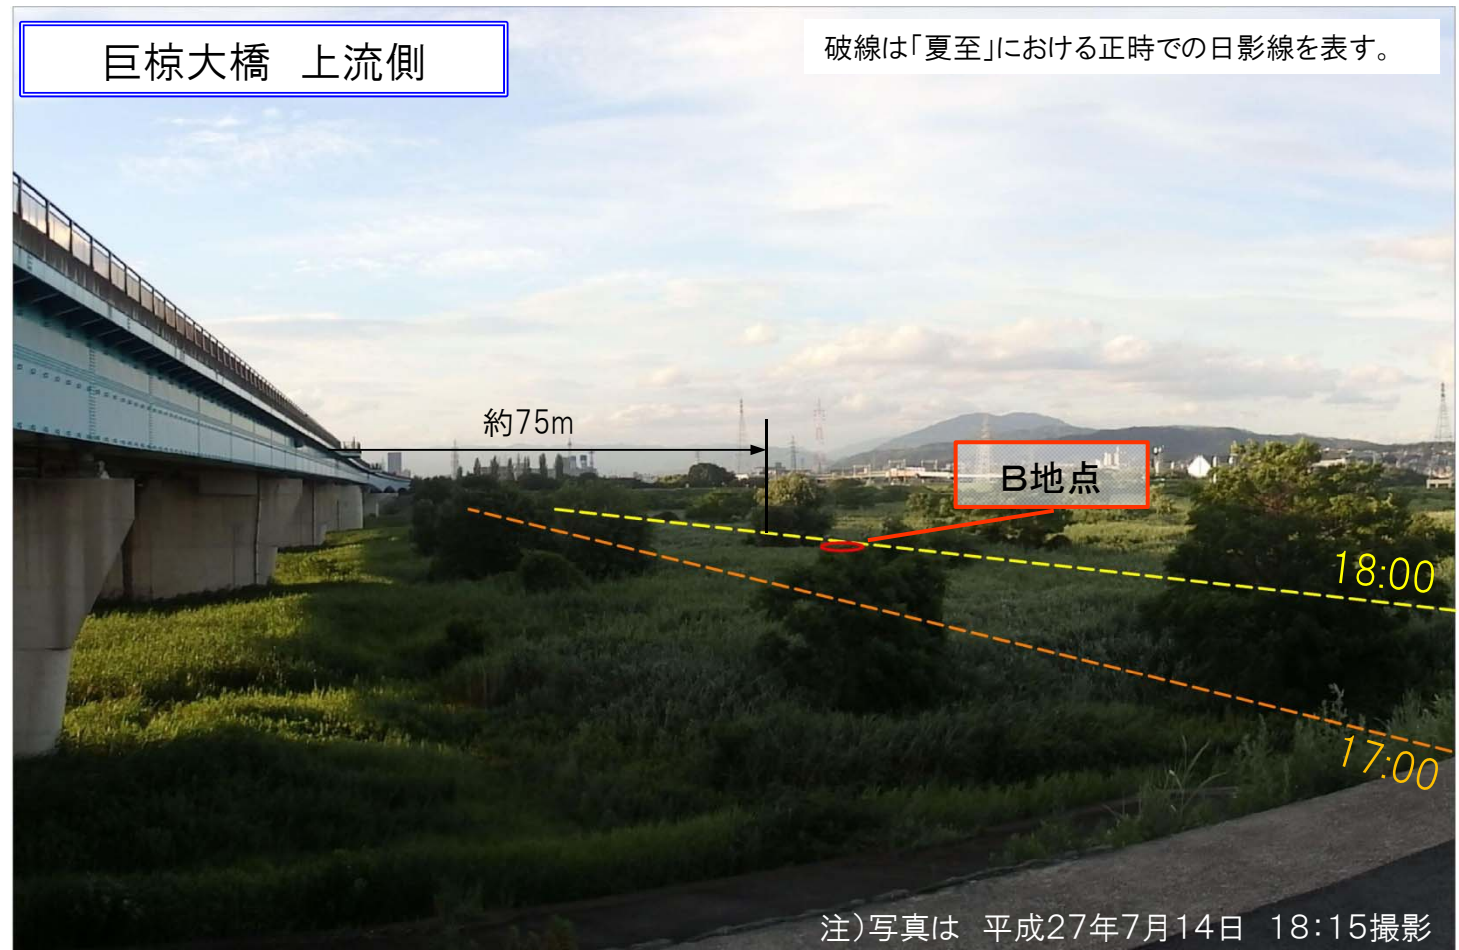 巨椋大橋　上流側
破線は「夏至」における正時での日影線を表す。
約75m
B地点
18:00
17:00
注）写真は　平成27年7月14日　18:15撮影